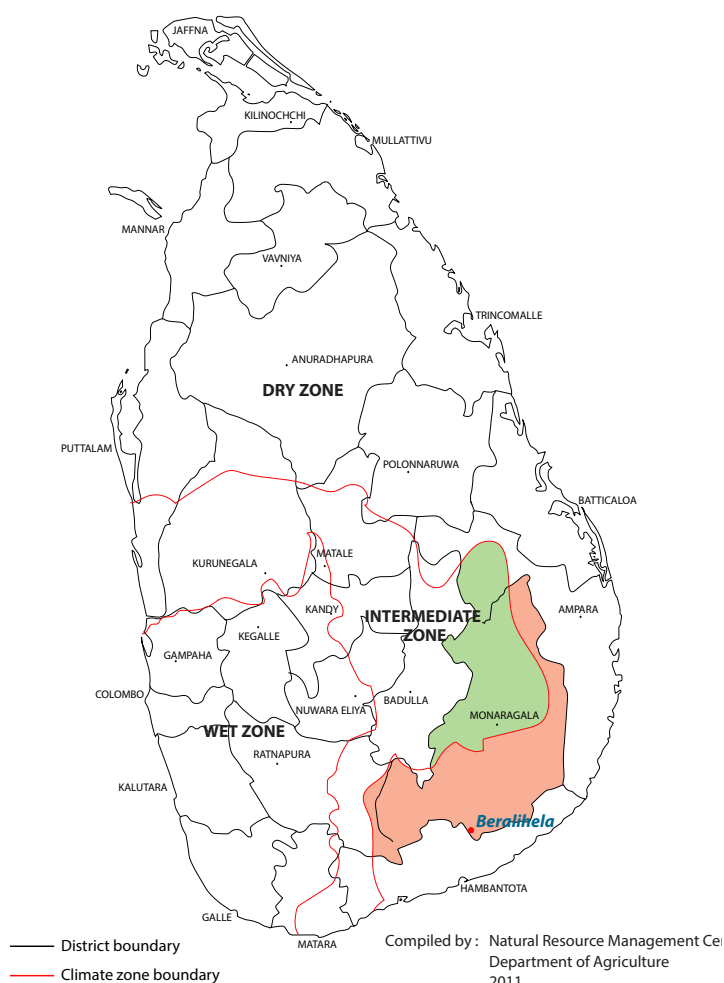 JAFFNA
KILINOCHCHI
MULLATTIVU
MANNAR
VAVNIYA
TRINCOMALLE
ANURADHAPURA
DRY ZONE
PUTTALAM
POLONNARUWA
BATTICALOA
KURUNEGALA
MATALE
KANDY
INTERMEDIATE
ZONE
AMPARA
KEGALLE
GAMPAHA
COLOMBO
NUWARA ELIYA
BADULLA
MONARAGALA
WET ZONE
RATNAPURA
KALUTARA
Beralihela
HAMBANTOTA
GALLE
MATARA
District boundary
Climate zone boundary
Compiled by : Natural Resource Management Cen
Department of Agriculture
2011